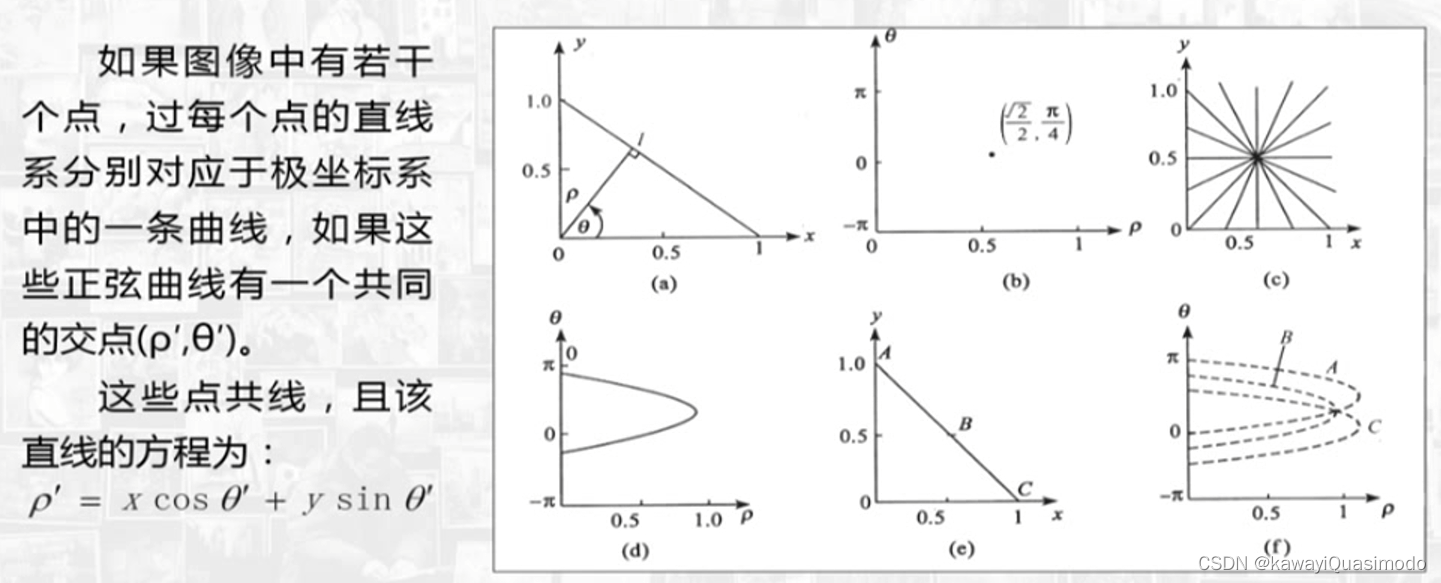 如果图像中有若干
个点，过每个点的直线
系分别对应于极坐标系
中的一条曲线，如果这
些正弦曲线有一个共同
的交点(ρ′,θ′)。
这些点共线，且该
直线的方程为：
ρ′ = x cos θ′ + y sin θ′
y
1.0
0.5
l
ρ
θ
0
0.5
1
x
(a)
θ
π
0
-π
(√2/2, π/4)
0
0.5
1
ρ
(b)
y
1.0
0.5
0
0.5
1
x
(c)
θ
0
π
0
-π
0.5
1.0
ρ
(d)
y
1.0
A
0.5
B
0
C
0.5
1
x
(e)
θ
π
B
A
0
C
-π
0.5
1
ρ
(f)
CSDN @kawayiQuasimodo